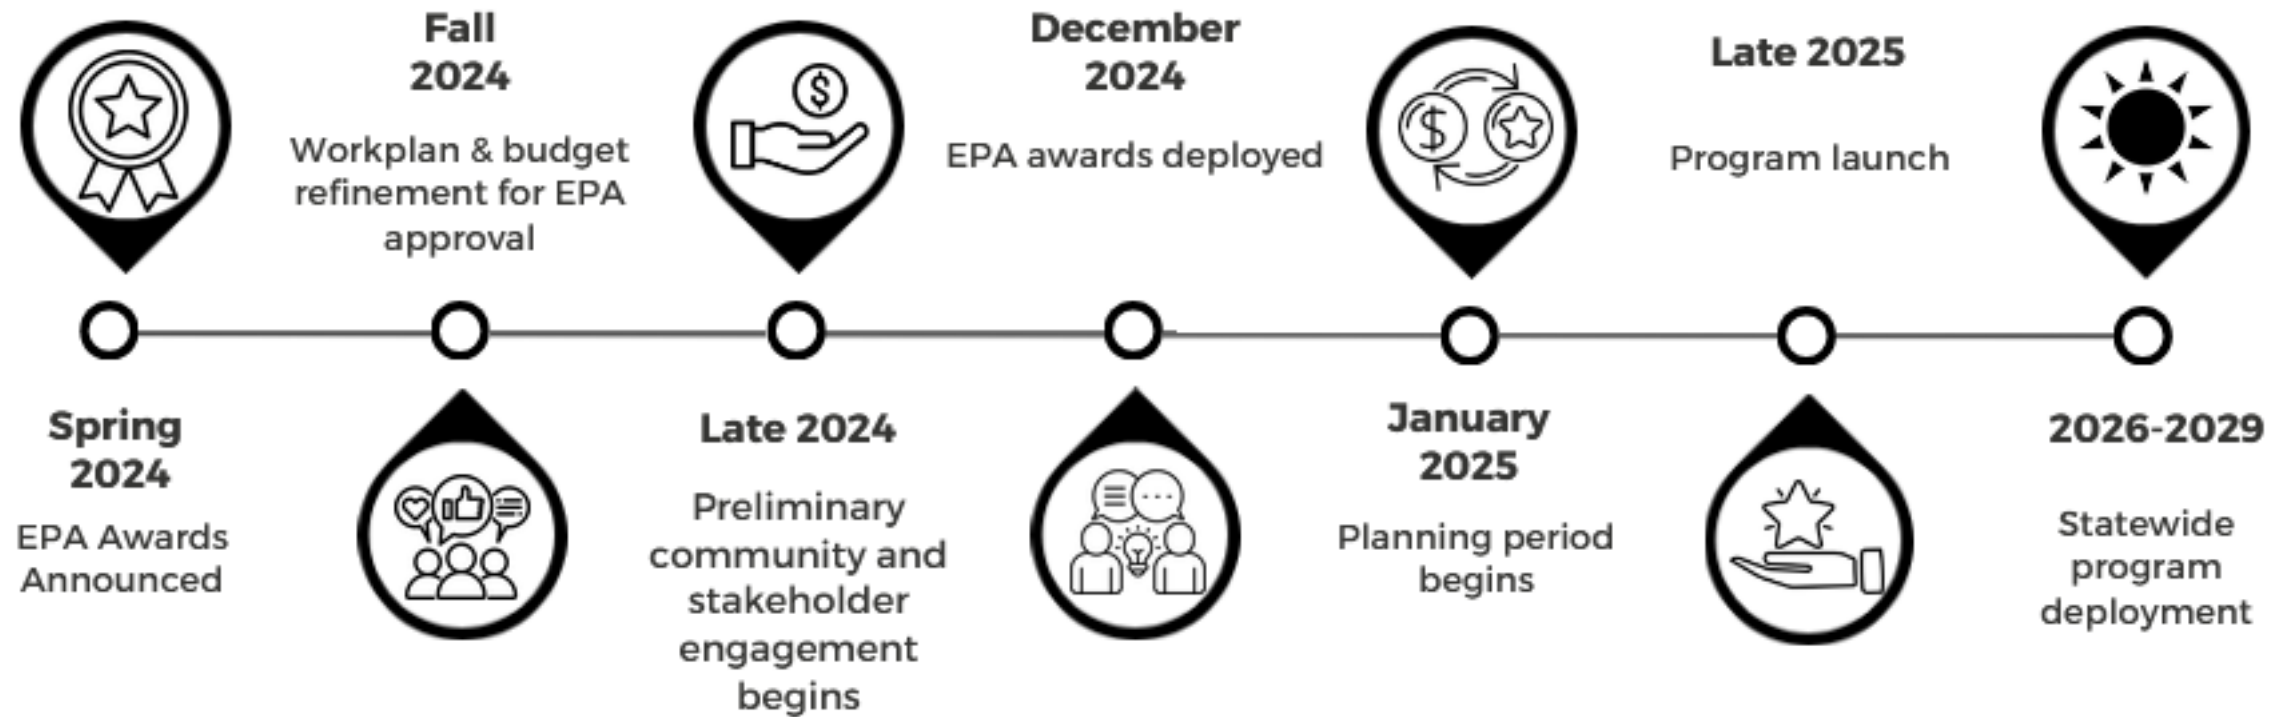 Spring
2024
EPA Awards
Announced
Fall
2024
Workplan & budget
refinement for EPA
approval
Late 2024
Preliminary
community and
stakeholder
engagement
begins
December
2024
EPA awards deployed
January
2025
Planning period
begins
Late 2025
Program launch
2026-2029
Statewide
program
deployment
$
$